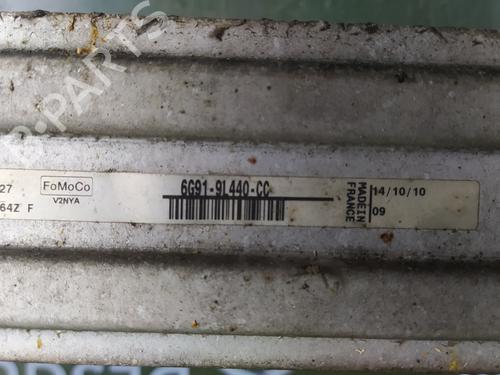 B-PARTS
27
FoMoCo
V2NYA
64Z F
6G91-9L440-CC
MADE IN
FRANCE
14/10/10
09